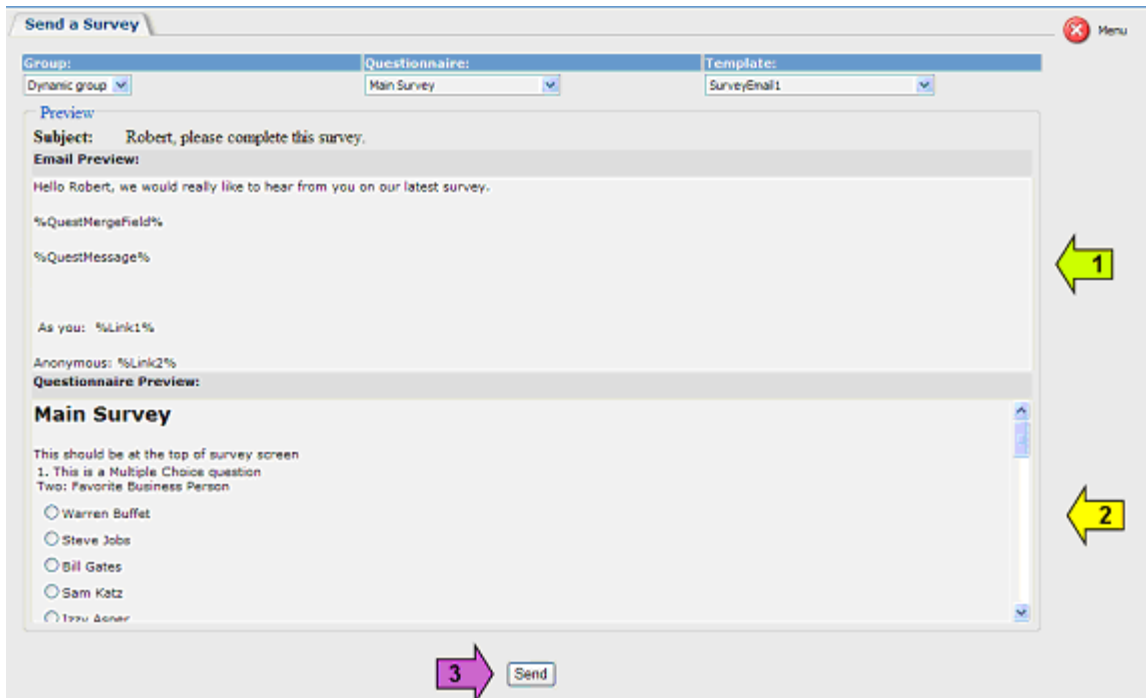 Send a Survey
Menu
Group: Questionnaire: Template:
Dynamic group Main Survey SurveyEmail1
Preview
Subject: Robert, please complete this survey.
Email Preview:
Hello Robert, we would really like to hear from you on our latest survey.
%QuestMergeField%
%QuestMessage%
1
As you: %Link1%
Anonymous: %Link2%
Questionnaire Preview:
Main Survey
This should be at the top of survey screen
1. This is a Multiple Choice question
Two: Favorite Business Person
Warren Buffet
2
Steve Jobs
Bill Gates
Sam Katz
Izzy Asper
3 Send